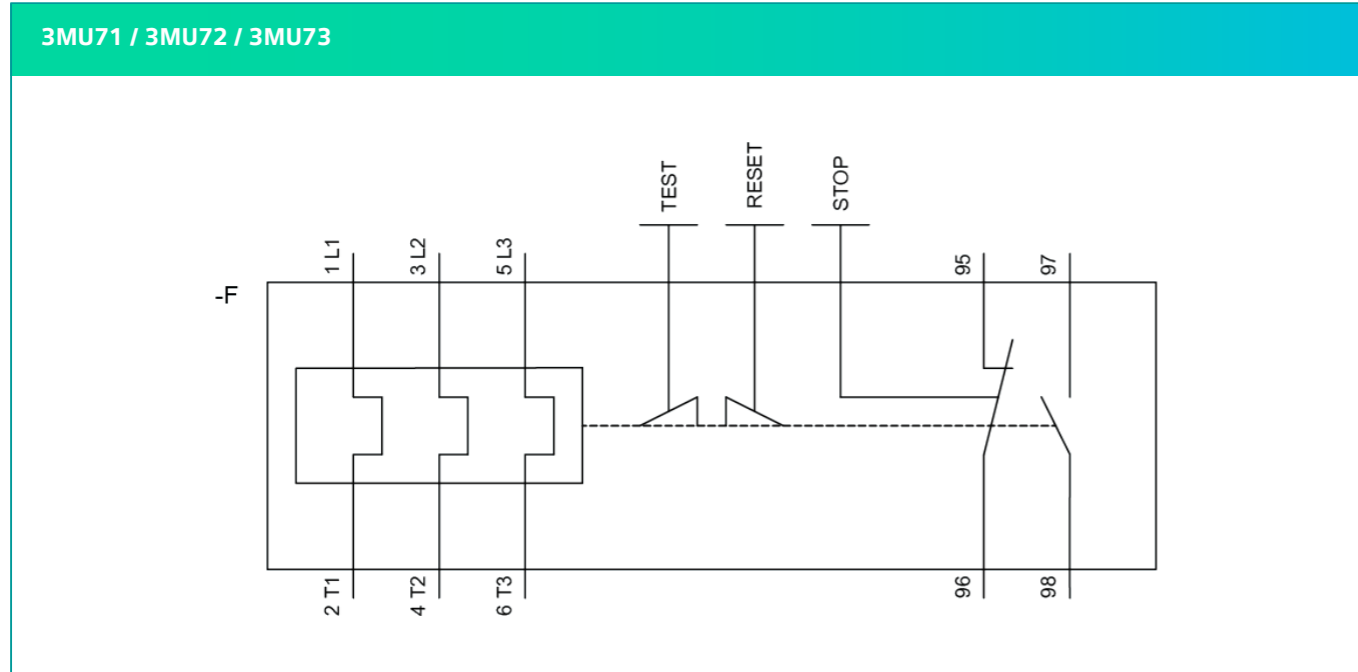 3MU71 / 3MU72 / 3MU73
TEST
RESET
STOP
1 L1
3 L2
5 L3
95
97
-F
2 T1
4 T2
6 T3
96
98